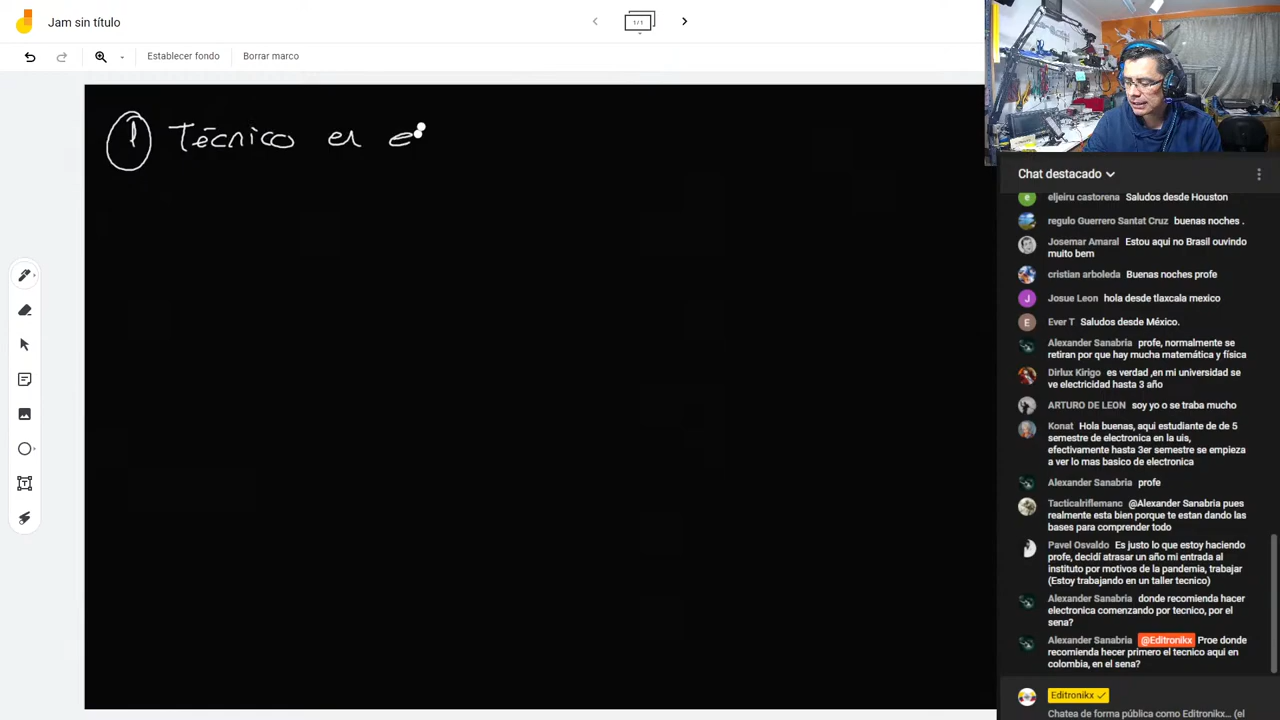 Jam sin título
1/1
Establecer fondo
Borrar marco
1 Técnico en e
Chat destacado
eljeiru castorena Saludos desde Houston
regulo Guerrero Santat Cruz buenas noches .
Josemar Amaral Estou aqui no Brasil ouvindo
muito bem
cristian arboleda Buenas noches profe
Josue Leon hola desde tlaxcala mexico
Ever T Saludos desde México.
Alexander Sanabria profe, normalmente se
retiran por que hay mucha matemática y física
Dirlux Kirigo es verdad ,en mi universidad se
ve electricidad hasta 3 año
ARTURO DE LEON soy yo o se traba mucho
Konat Hola buenas, aqui estudiante de de 5
semestre de electronica en la uis,
efectivamente hasta 3er semestre se empieza
a ver lo mas basico de electronica
Alexander Sanabria profe
Tacticalriflemanc @Alexander Sanabria pues
realmente esta bien porque te estan dando las
bases para comprender todo
Pavel Osvaldo Es justo lo que estoy haciendo
profe, decidí atrasar un año mi entrada al
instituto por motivos de la pandemia, trabajar
(Estoy trabajando en un taller tecnico)
Alexander Sanabria donde recomienda hacer
electronica comenzando por tecnico, por el
sena?
Alexander Sanabria @Editronikx Proe donde
recomienda hacer primero el tecnico aqui en
colombia, en el sena?
Editronikx
Chatea de forma pública como Editronikx... (el